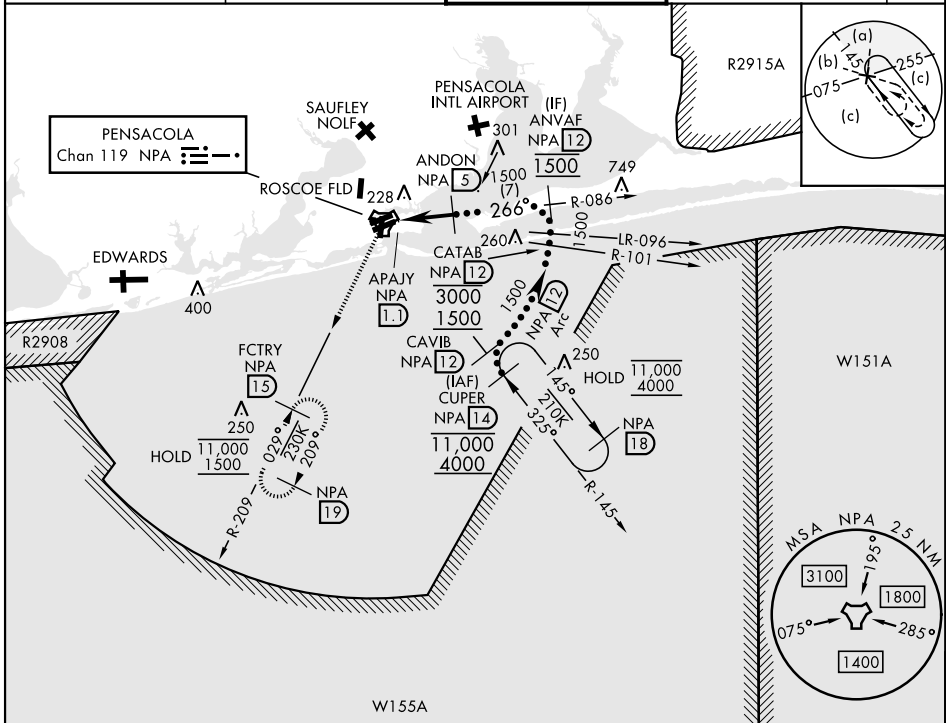 PENSACOLA
Chan 119 NPA
SAUFLEY
NOLF
ROSCOE FLD
228
PENSACOLA
INTL AIRPORT
301
ANDON
NPA 5
1500
(7)
266°
(IF)
ANVAF
NPA 12
1500
749
R-086
1500
LR-096
R-101
260
CATAB
NPA 12
3000
1500
1500
NPA 12
Arc
CAVIB
NPA 12
(IAF)
CUPER
NPA 14
11,000
4000
250
HOLD 11,000
4000
145°
210K
325°
NPA
18
R-145
EDWARDS
400
APAJY
NPA
1.1
R2908
FCTRY
NPA
15
250
HOLD 11,000
1500
029°
230K
209°
NPA
19
R-209
R2915A
W151A
W155A
(a)
145°
(b)
255
075
(c)
(c)
MSA NPA 25 NM
195°
3100
1800
075°
285°
1400